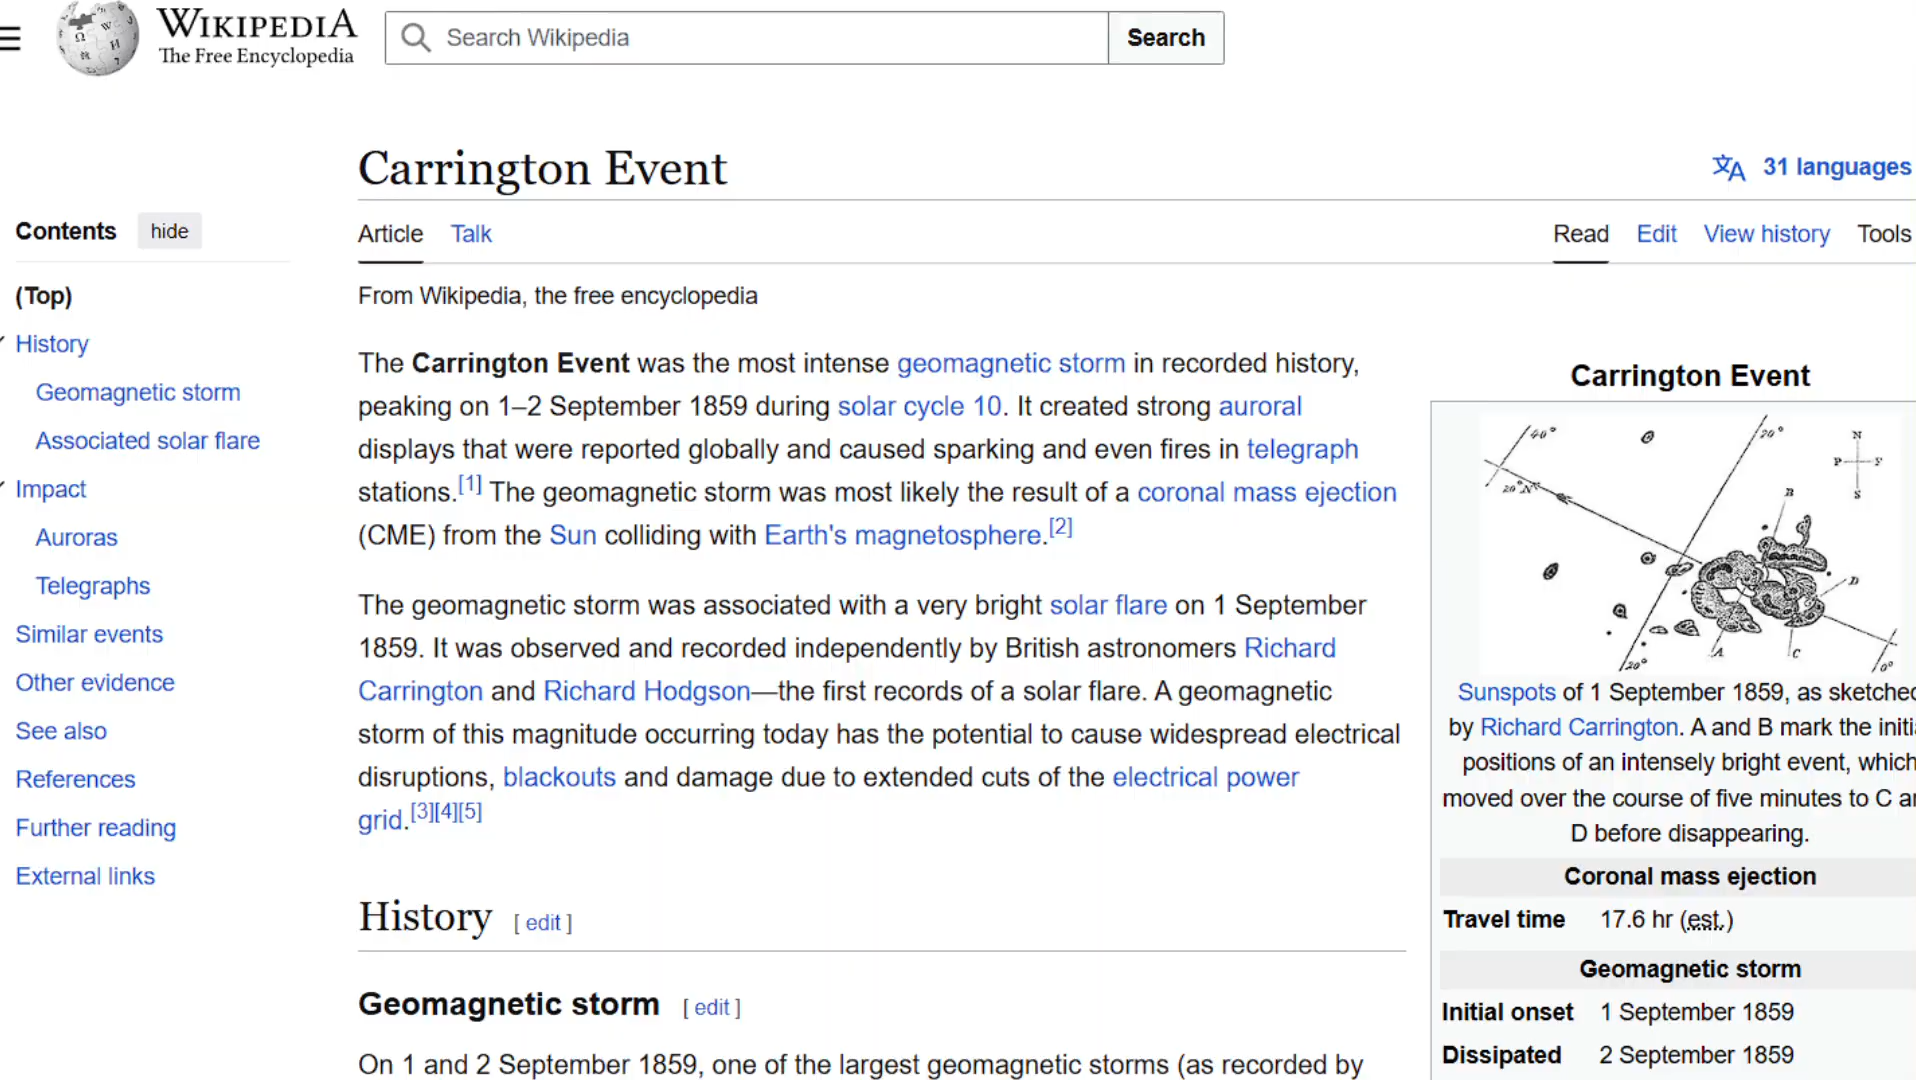 WIKIPEDIA
The Free Encyclopedia
Search Wikipedia
Search
Carrington Event
31 languages
Contents
hide
Article
Talk
Read
Edit
View history
Tools
(Top)
History
Geomagnetic storm
Associated solar flare
Impact
Auroras
Telegraphs
Similar events
Other evidence
See also
References
Further reading
External links
From Wikipedia, the free encyclopedia
The Carrington Event was the most intense geomagnetic storm in recorded history,
peaking on 1–2 September 1859 during solar cycle 10. It created strong auroral
displays that were reported globally and caused sparking and even fires in telegraph
stations.[1] The geomagnetic storm was most likely the result of a coronal mass ejection
(CME) from the Sun colliding with Earth's magnetosphere.[2]
The geomagnetic storm was associated with a very bright solar flare on 1 September
1859. It was observed and recorded independently by British astronomers Richard
Carrington and Richard Hodgson—the first records of a solar flare. A geomagnetic
storm of this magnitude occurring today has the potential to cause widespread electrical
disruptions, blackouts and damage due to extended cuts of the electrical power
grid.[3][4][5]
History [ edit ]
Geomagnetic storm [ edit ]
On 1 and 2 September 1859, one of the largest geomagnetic storms (as recorded by
Carrington Event
40°
20°
N
P
F
S
20°N
B
D
A
C
20°
0°
Sunspots of 1 September 1859, as sketched
by Richard Carrington. A and B mark the initi
positions of an intensely bright event, which
moved over the course of five minutes to C a
D before disappearing.
Coronal mass ejection
Travel time 17.6 hr (est.)
Geomagnetic storm
Initial onset 1 September 1859
Dissipated 2 September 1859